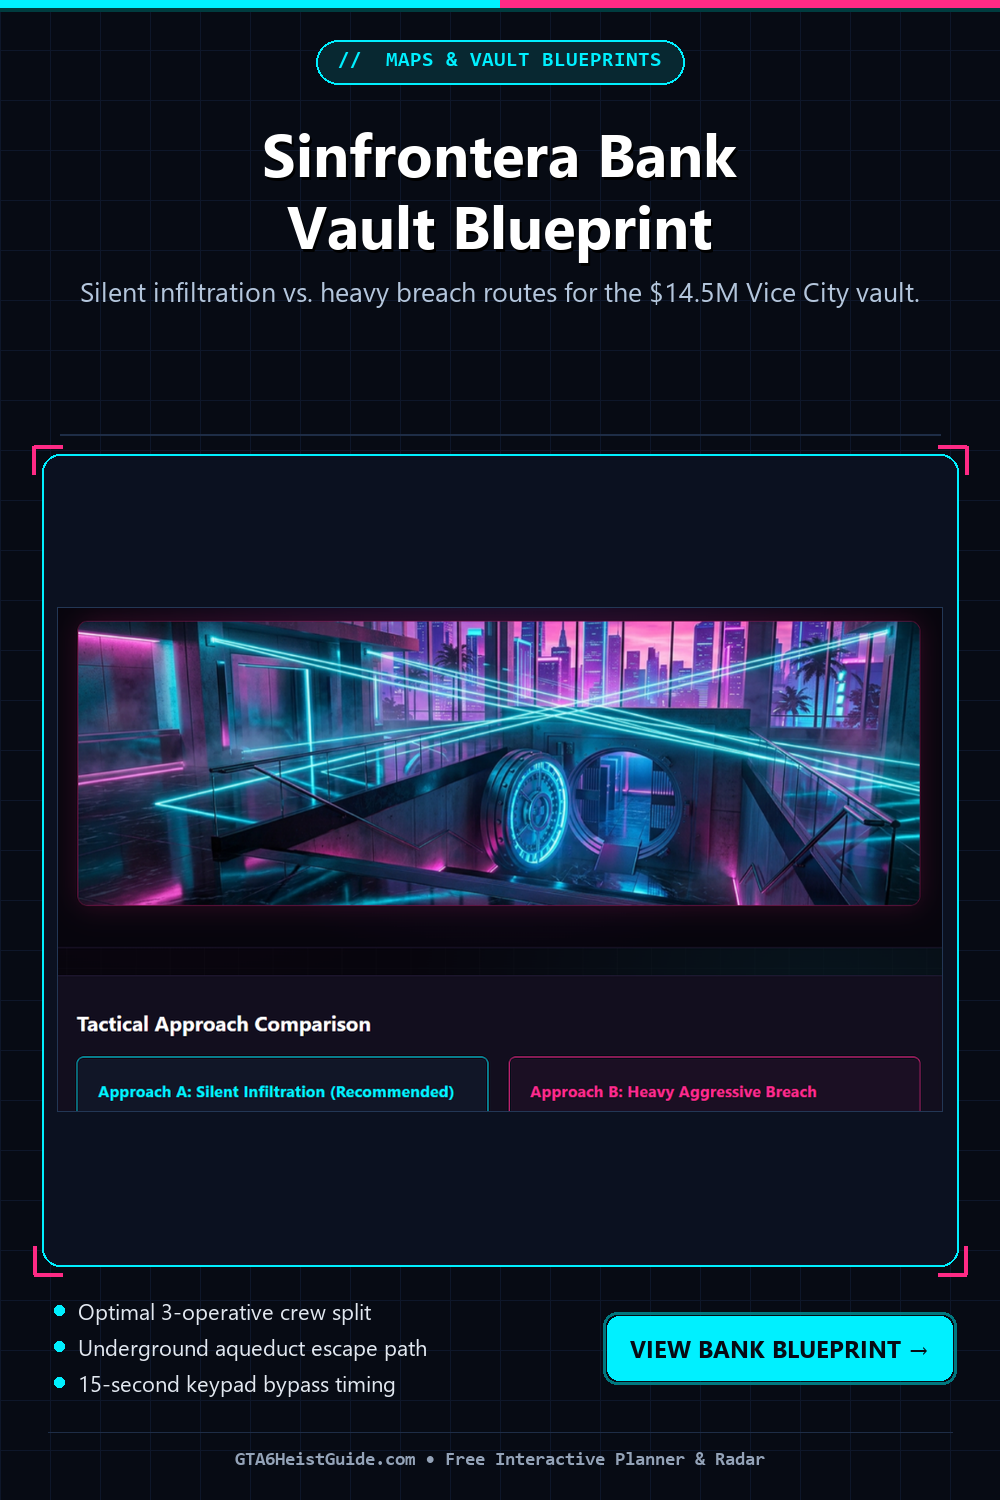 // MAPS & VAULT BLUEPRINTS
Sinfrontera Bank
Vault Blueprint
Silent infiltration vs. heavy breach routes for the $14.5M Vice City vault.
Tactical Approach Comparison
Approach A: Silent Infiltration (Recommended)
Approach B: Heavy Aggressive Breach
• Optimal 3-operative crew split
• Underground aqueduct escape path
• 15-second keypad bypass timing
VIEW BANK BLUEPRINT →
GTA6HeistGuide.com • Free Interactive Planner & Radar